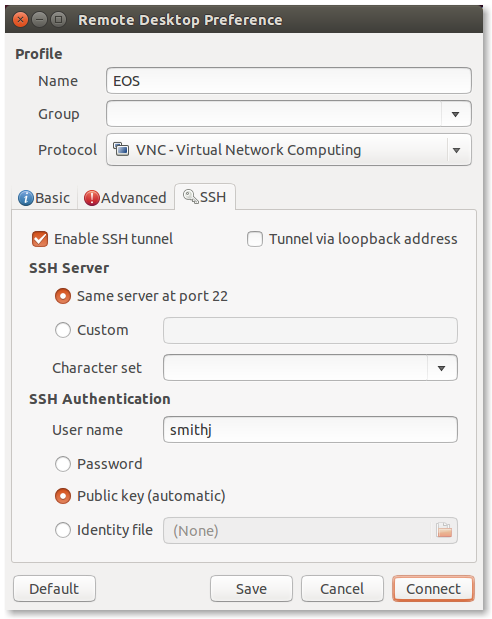 Remote Desktop Preference
Profile
Name EOS
Group
Protocol VNC - Virtual Network Computing
Basic Advanced SSH
Enable SSH tunnel Tunnel via loopback address
SSH Server
Same server at port 22
Custom
Character set
SSH Authentication
User name smithj
Password
Public key (automatic)
Identity file (None)
Default Save Cancel Connect